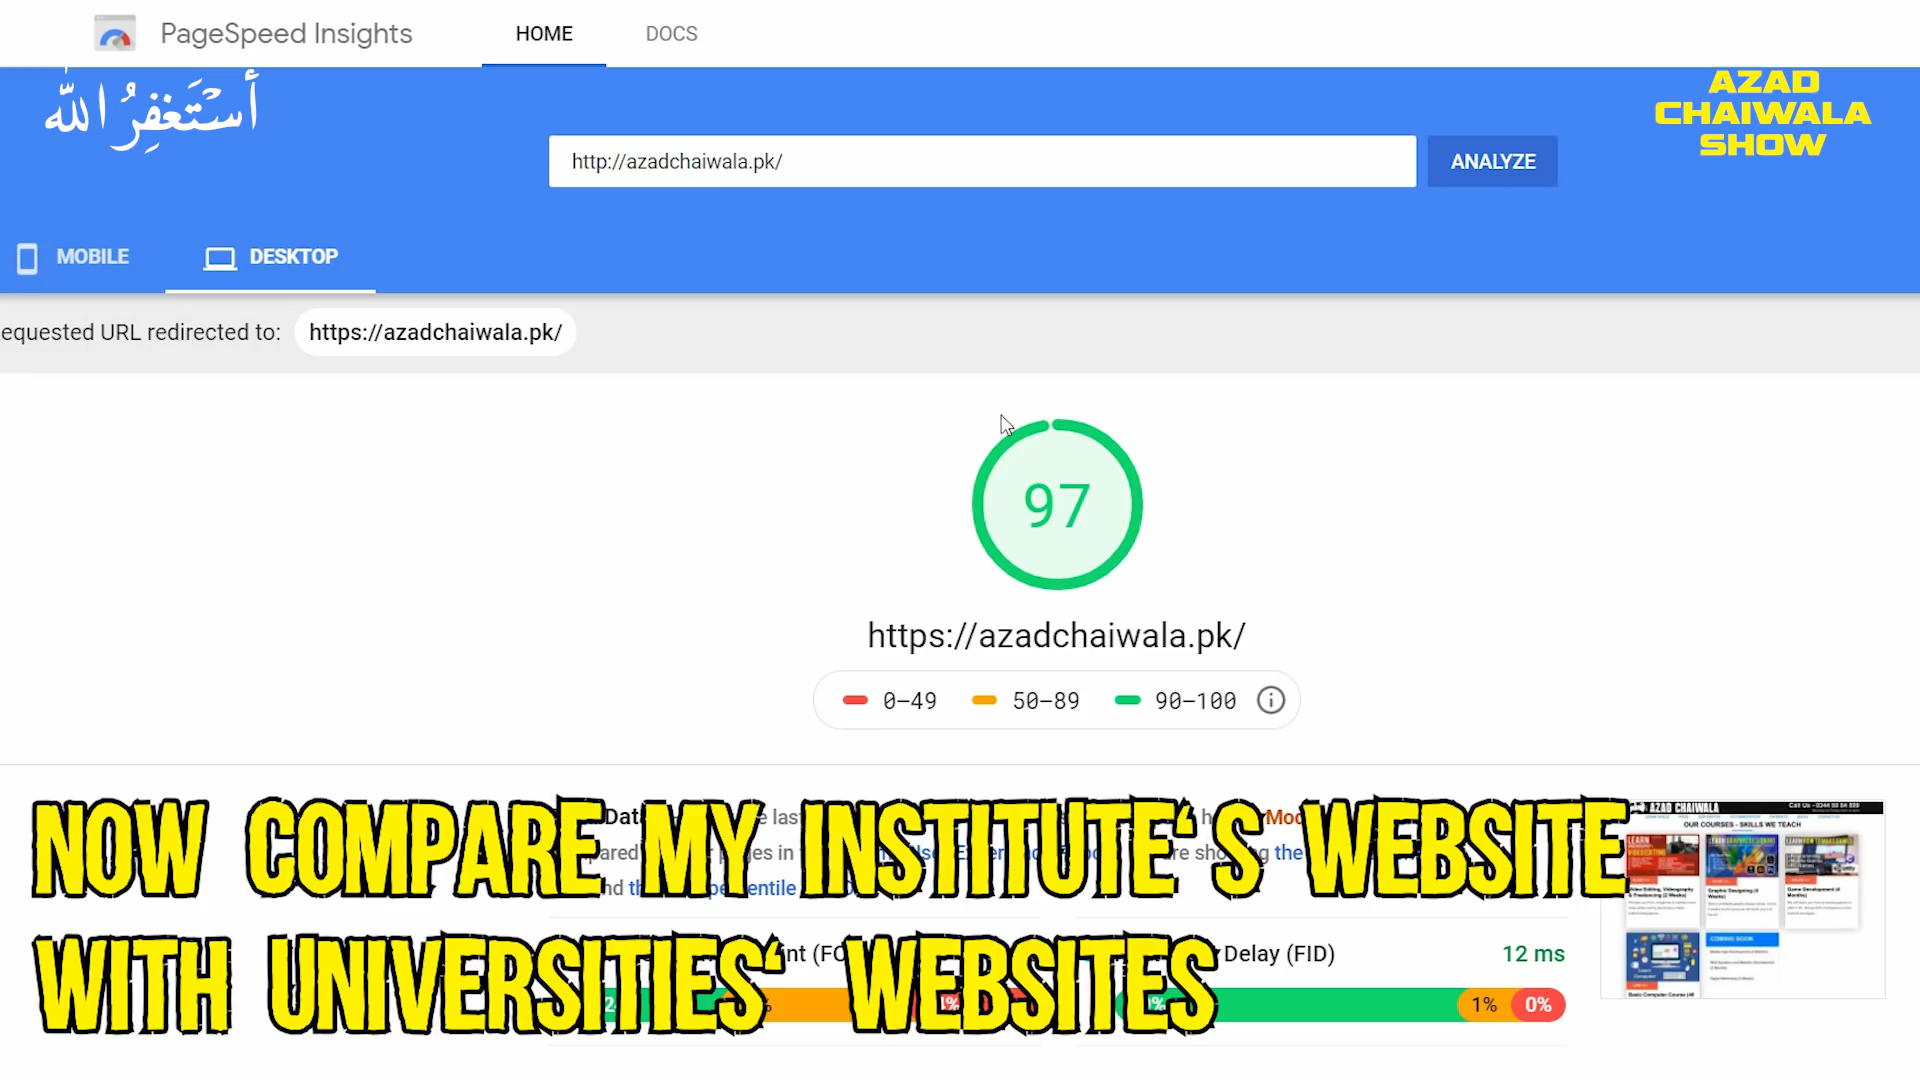 PageSpeed Insights
HOME
DOCS
أستغفر الله
AZAD
CHAIWALA
SHOW
http://azadchaiwala.pk/
ANALYZE
MOBILE
DESKTOP
equested URL redirected to:
https://azadchaiwala.pk/
97
https://azadchaiwala.pk/
0–49
50–89
90–100
NOW COMPARE MY INSTITUTE'S WEBSITE
WITH UNIVERSITIES' WEBSITES
Delay (FID)
12 ms
1%
0%
AZAD CHAIWALA
OUR COURSES - SKILLS WE TEACH
COMING SOON